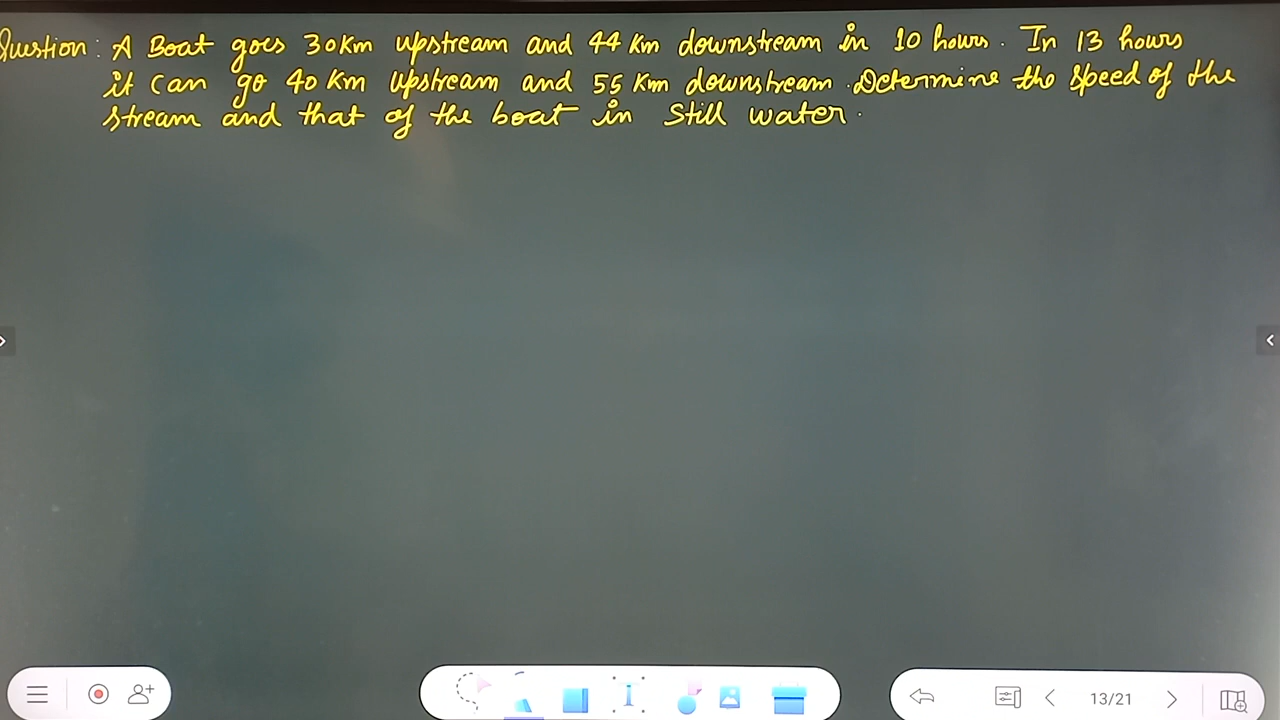 Question: A Boat goes 30Km upstream and 44 Km downstream in 10 hours. In 13 hours
it can go 40 Km upstream and 55 Km downstream. Determine the speed of the
stream and that of the boat in still water.
13/21